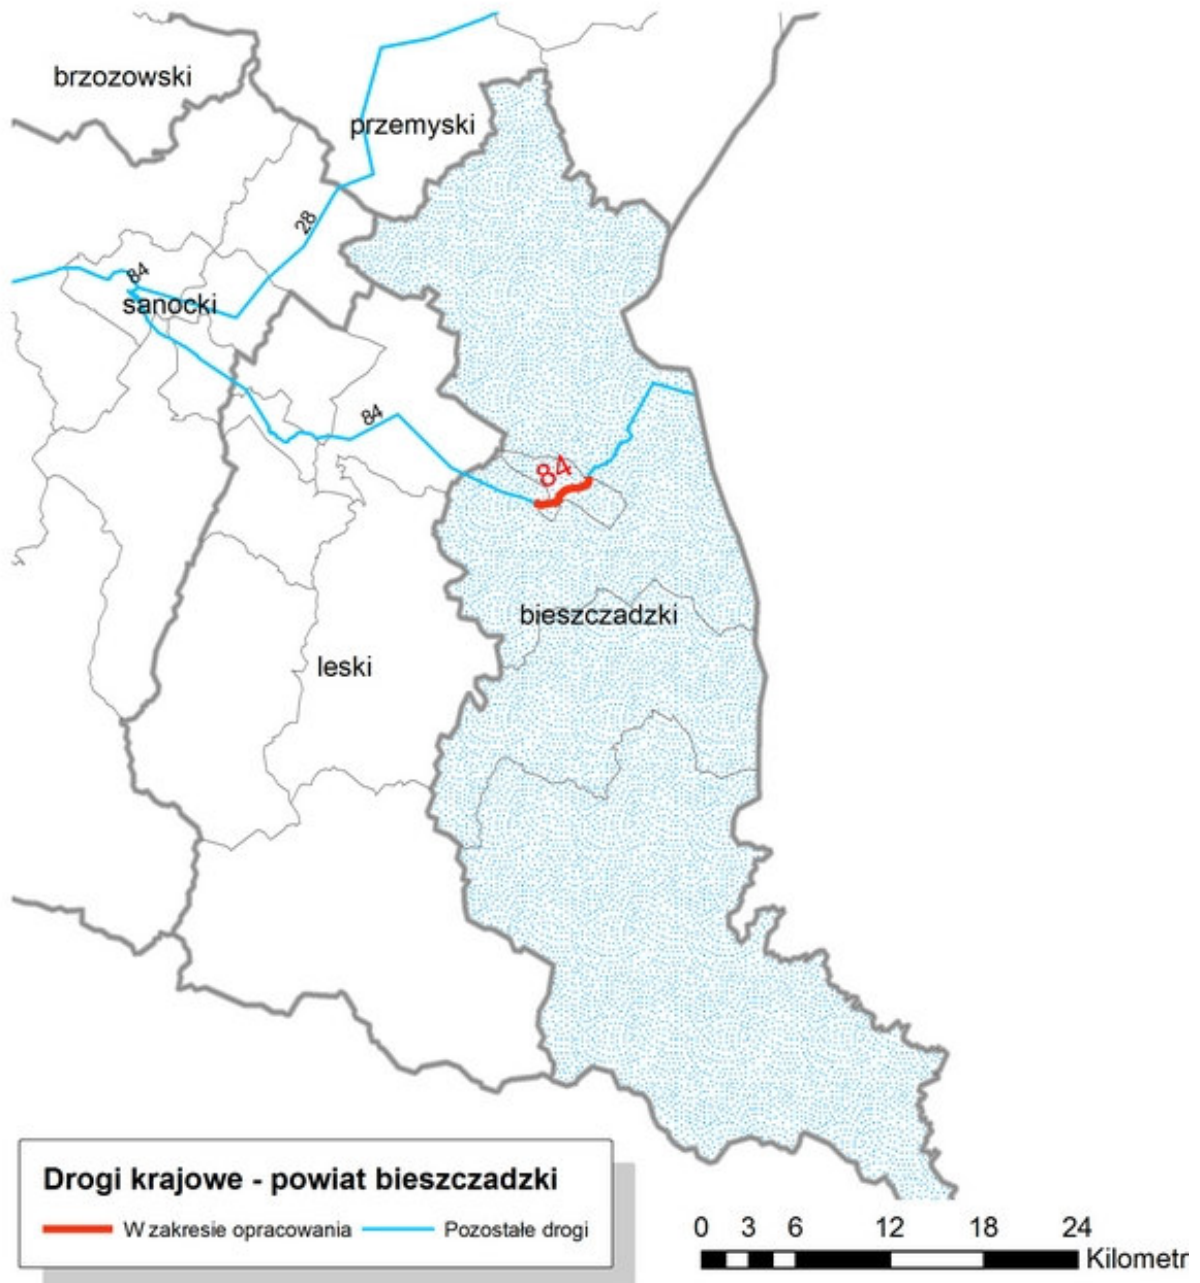 brzozowski
przemyski
28
84
sanocki
84
84
bieszczadzki
leski
Drogi krajowe - powiat bieszczadzki
W zakresie opracowania Pozostałe drogi
0 3 6 12 18 24
Kilometr